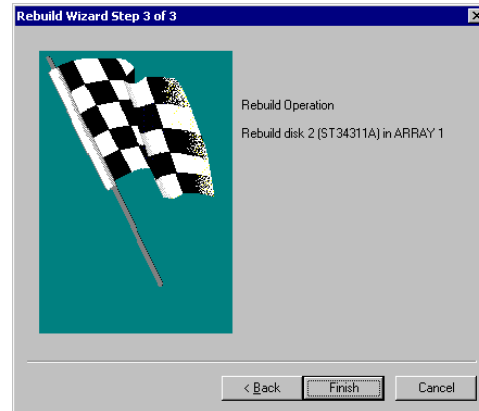 Rebuild Wizard Step 3 of 3
Rebuild Operation
Rebuild disk 2 (ST34311A) in ARRAY 1
< Back
Finish
Cancel